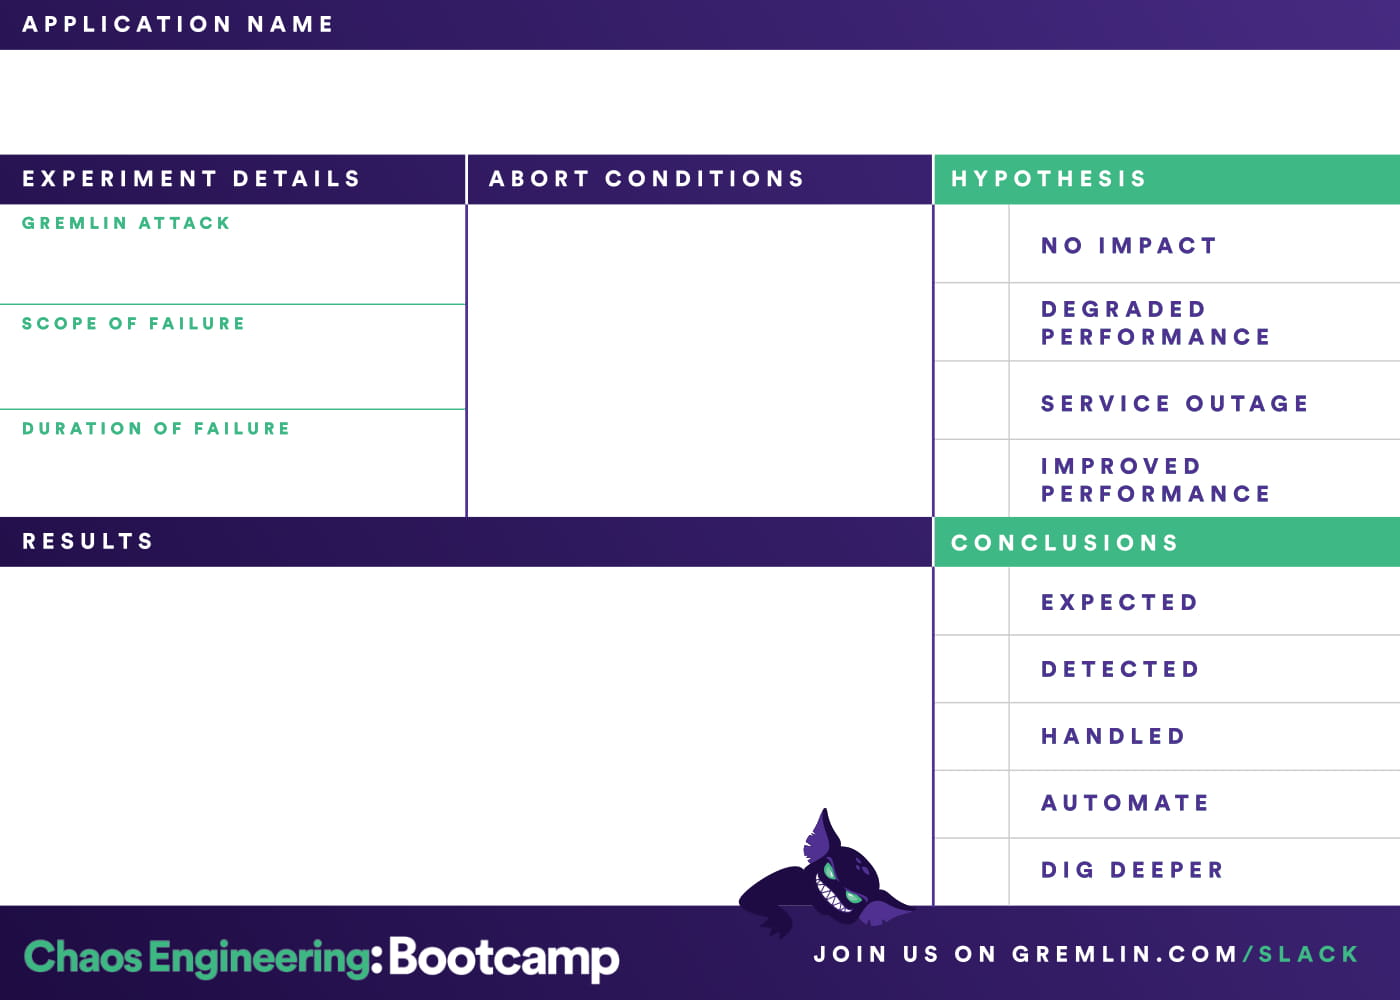 APPLICATION NAME
EXPERIMENT DETAILS
GREMLIN ATTACK
SCOPE OF FAILURE
DURATION OF FAILURE
ABORT CONDITIONS
HYPOTHESIS
NO IMPACT
DEGRADED
PERFORMANCE
SERVICE OUTAGE
IMPROVED
PERFORMANCE
RESULTS
CONCLUSIONS
EXPECTED
DETECTED
HANDLED
AUTOMATE
DIG DEEPER
Chaos Engineering: Bootcamp
JOIN US ON GREMLIN.COM/SLACK